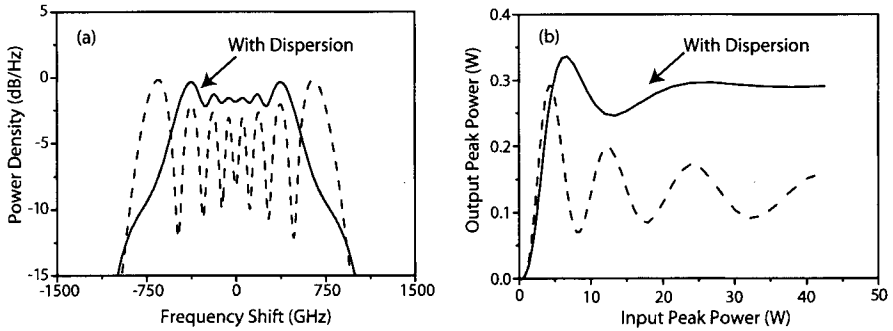 (a)
With Dispersion
Power Density (dB/Hz)
5
0
-5
-10
-15
-1500
-750
0
750
1500
Frequency Shift (GHz)
(b)
With Dispersion
Output Peak Power (W)
0.4
0.3
0.2
0.1
0.0
0
10
20
30
40
50
Input Peak Power (W)